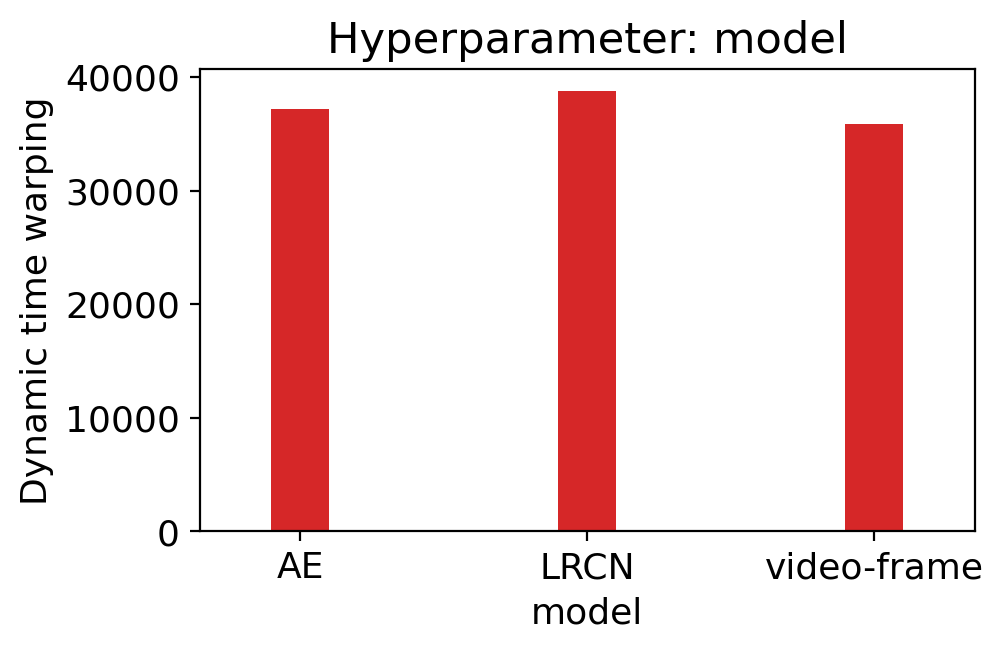 Hyperparameter: model
Dynamic time warping
40000
30000
20000
10000
0
AE LRCN video-frame
model